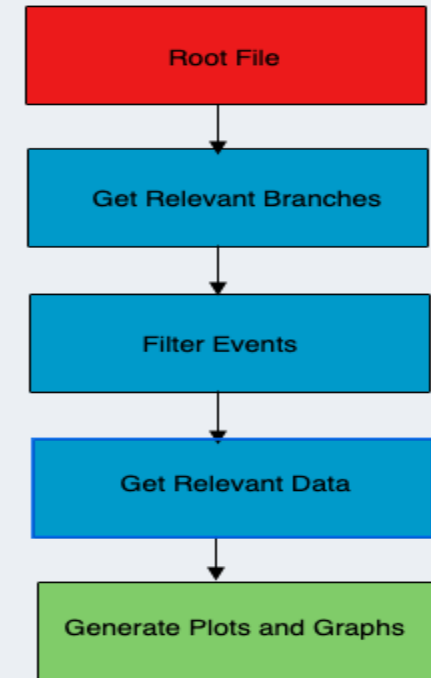 Root File
Get Relevant Branches
Filter Events
Get Relevant Data
Generate Plots and Graphs